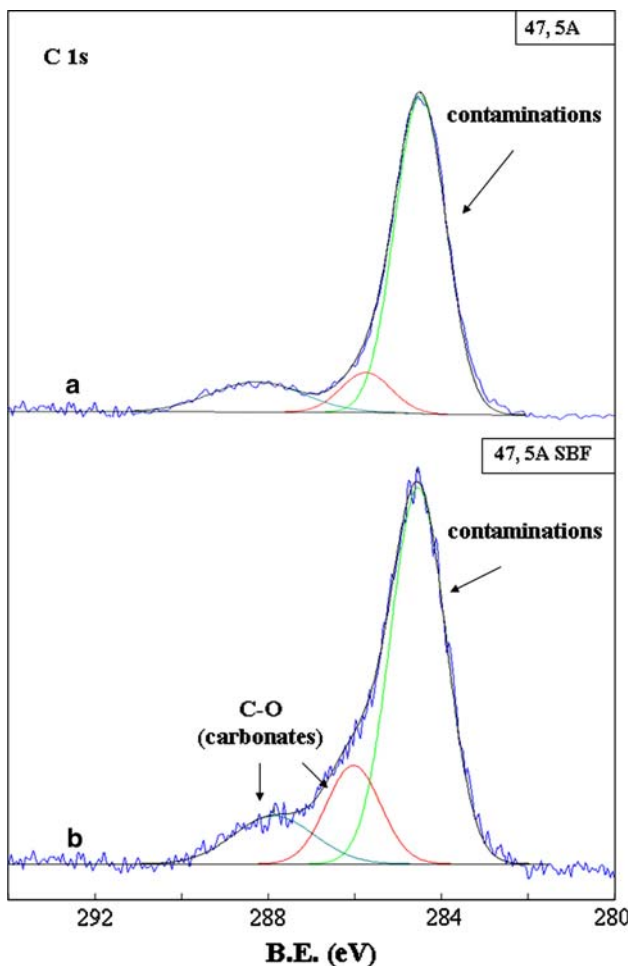 47, 5A
C 1s
contaminations
a
47, 5A SBF
contaminations
C-O
(carbonates)
b
292 288 284 280
B.E. (eV)